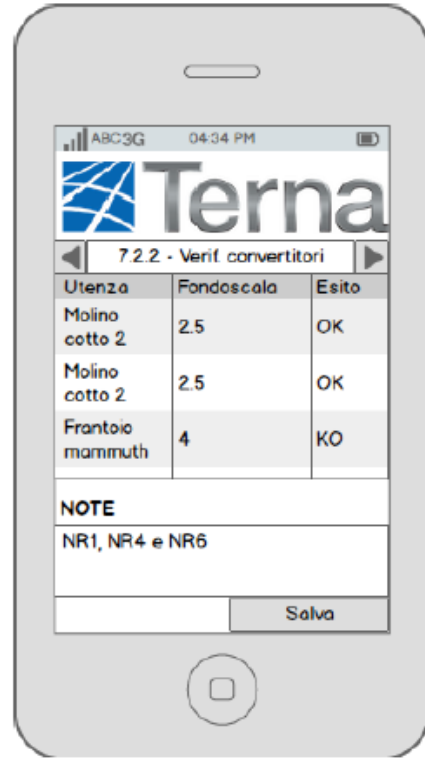 ABC3G 04:34 PM
Terna
7.2.2 - Verif. convertitori
Utenza Fondoscala Esito
Molino
cotto 2 2.5 OK
Molino
cotto 2 2.5 OK
Frantoio
mammuth 4 KO
NOTE
NR1, NR4 e NR6
Salva